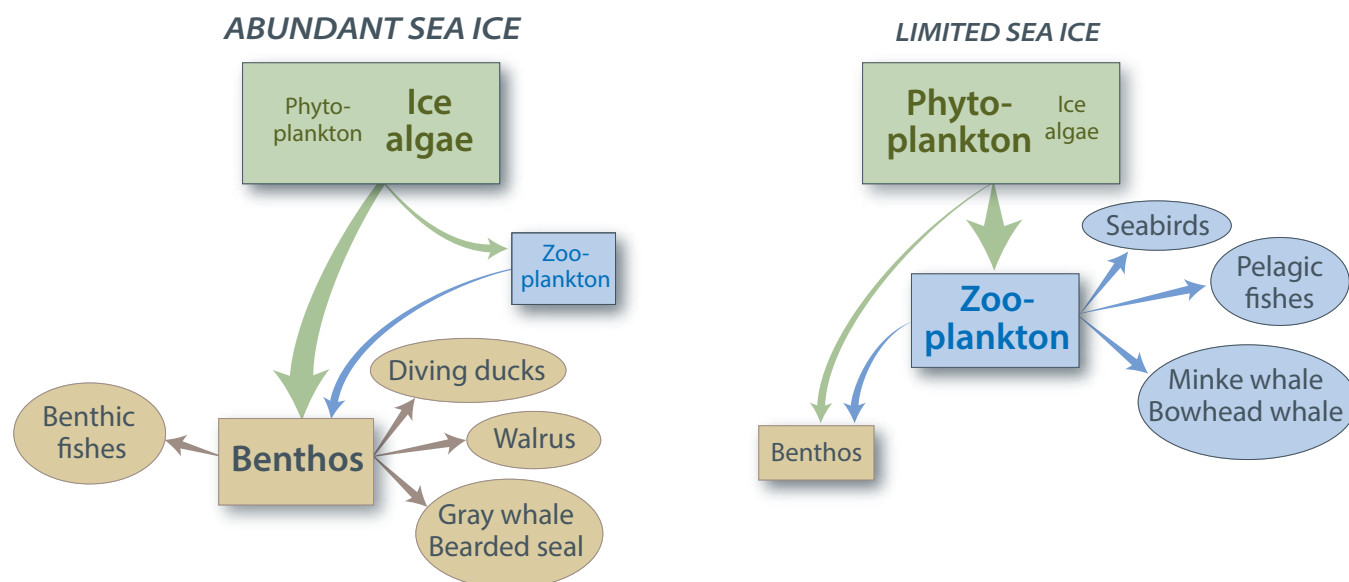 ABUNDANT SEA ICE
Phyto-
plankton
Ice
algae
Zoo-
plankton
Diving ducks
Benthic
fishes
Benthos
Walrus
Gray whale
Bearded seal
LIMITED SEA ICE
Phyto-
plankton
Ice
algae
Seabirds
Pelagic
fishes
Zoo-
plankton
Minke whale
Bowhead whale
Benthos